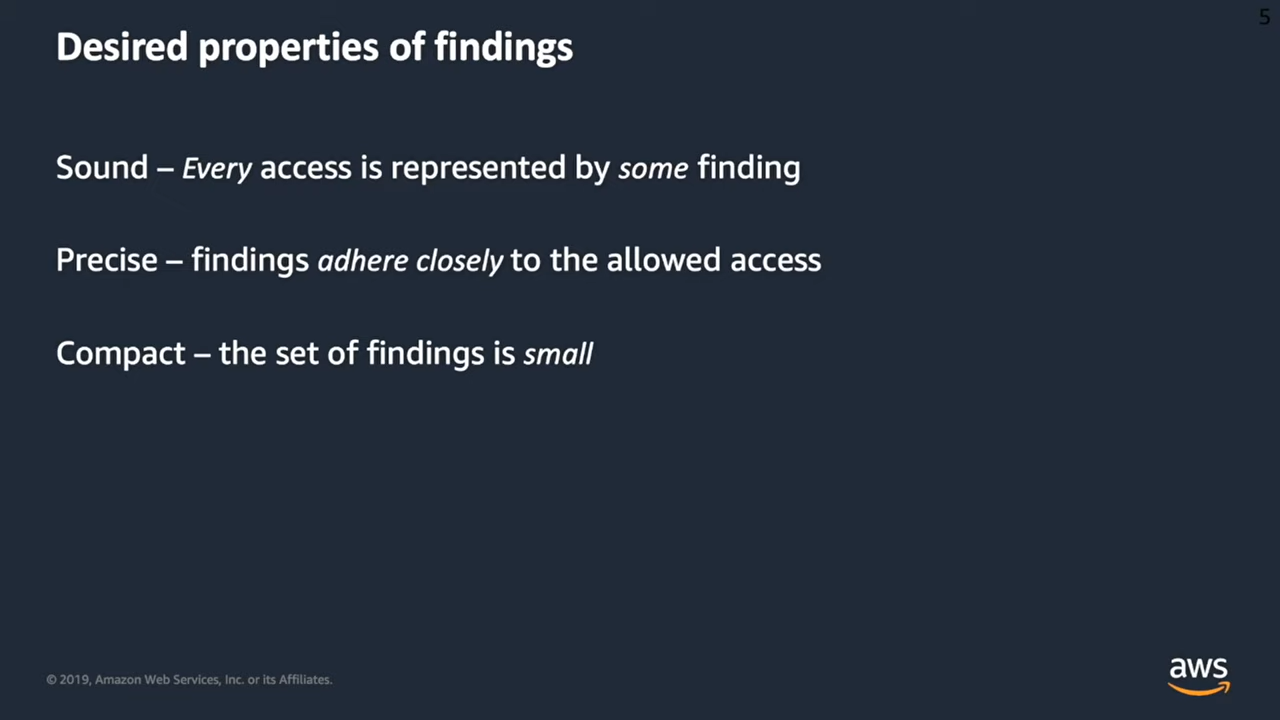 5
Desired properties of findings
Sound – Every access is represented by some finding
Precise – findings adhere closely to the allowed access
Compact – the set of findings is small
© 2019, Amazon Web Services, Inc. or its Affiliates.
aws